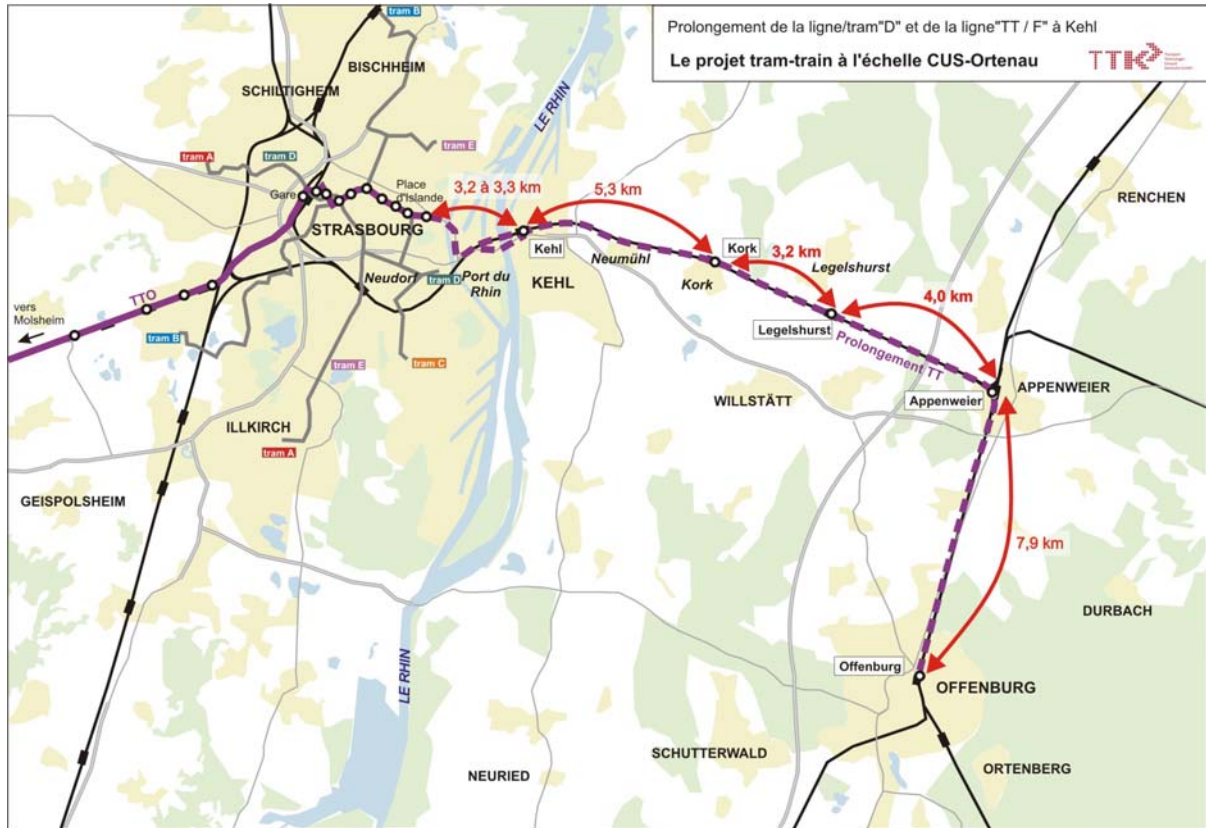 Prolongement de la ligne/tram"D" et de la ligne"TT / F" à Kehl
Le projet tram-train à l'échelle CUS-Ortenau
TTK
tram B
BISCHHEIM
SCHILTIGHEIM
LE RHIN
tram A
tram D
tram E
Gare
Place
d'Islande
3,2 à 3,3 km
5,3 km
RENCHEN
STRASBOURG
Kehl
Kork
3,2 km
Legelshurst
Neumühl
Neudorf
tram D
Port du
Rhin
KEHL
Kork
4,0 km
TTO
vers
Molsheim
Legelshurst
Prolongement TT
tram B
tram E
tram C
APPENWEIER
Appenweier
WILLSTÄTT
ILLKIRCH
tram A
GEISPOLSHEIM
7,9 km
DURBACH
LE RHIN
Offenburg
OFFENBURG
SCHUTTERWALD
NEURIED
ORTENBERG